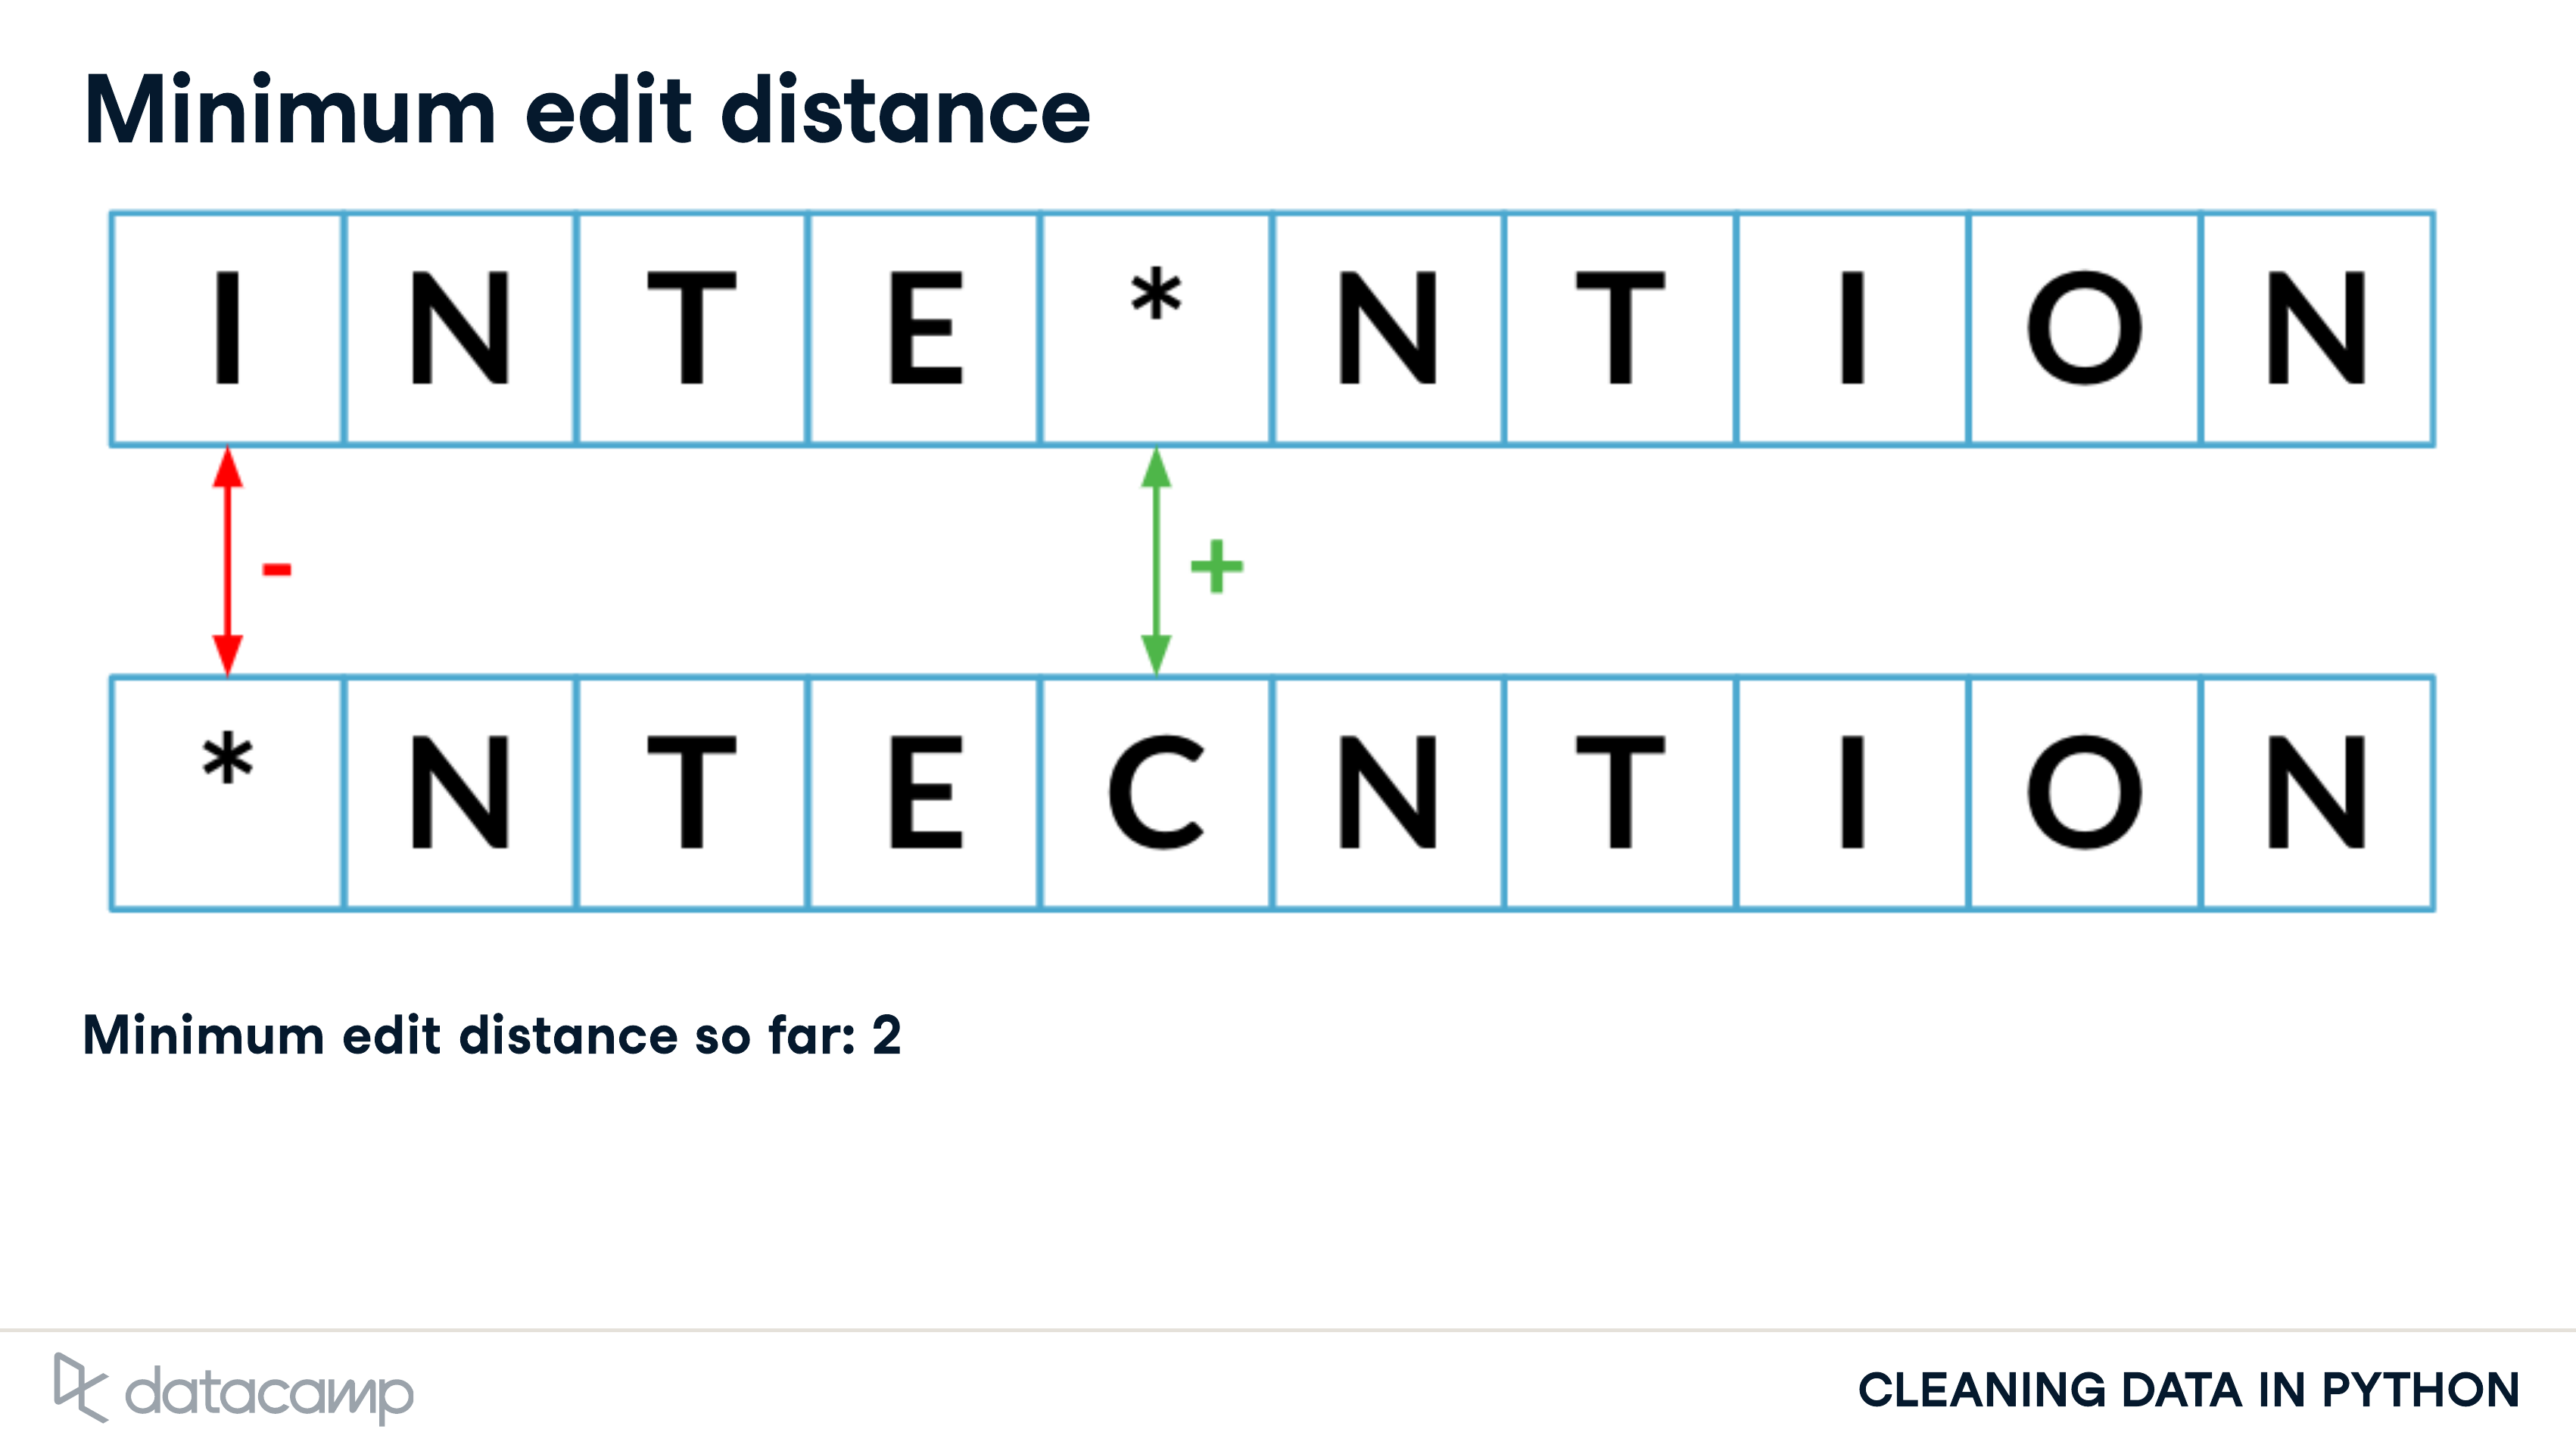 Minimum edit distance
I N T E * N T I O N
- +
* N T E C N T I O N
Minimum edit distance so far: 2
datacamp
CLEANING DATA IN PYTHON